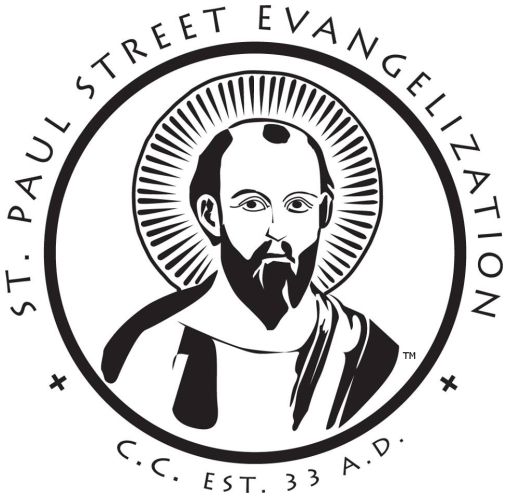 ST. PAUL STREET EVANGELIZATION
TM
C.C. EST. 33 A.D.